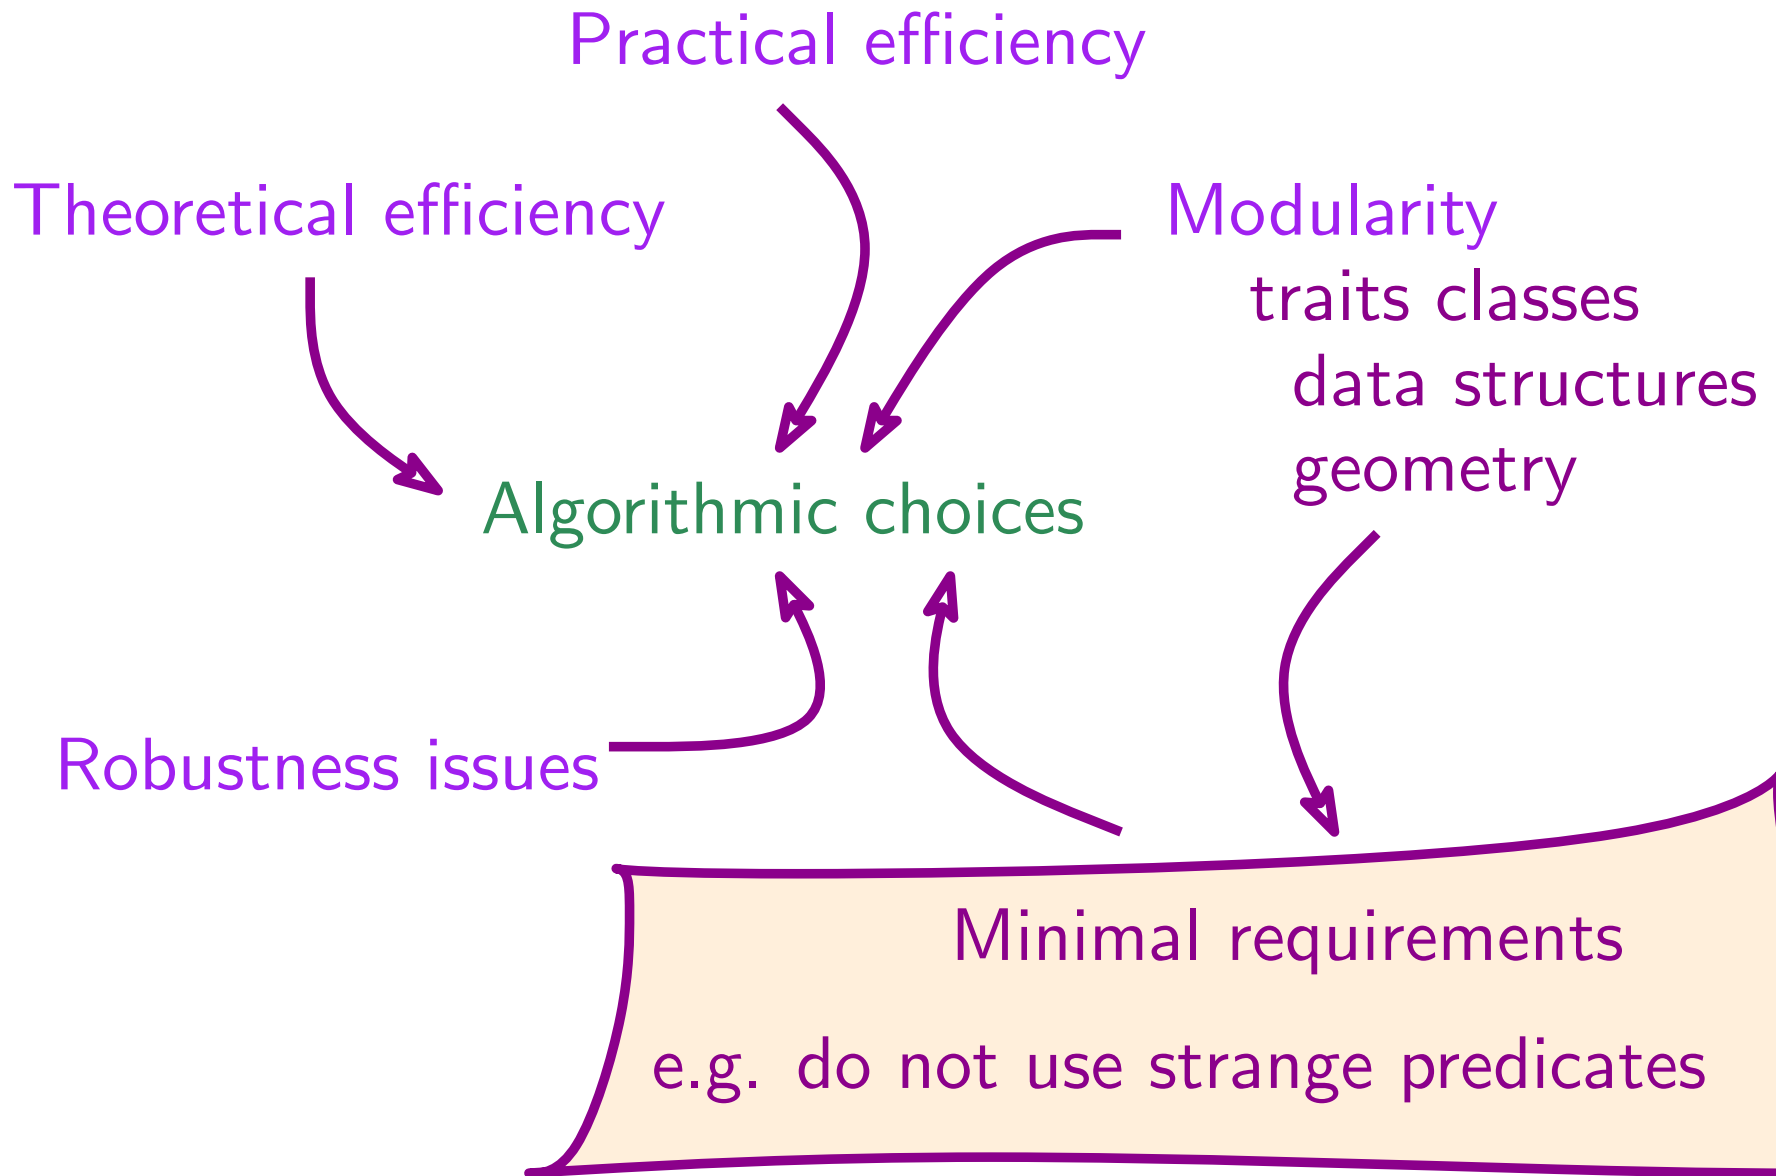 Practical efficiency
Theoretical efficiency
Modularity
traits classes
data structures
geometry
Algorithmic choices
Robustness issues
Minimal requirements
e.g. do not use strange predicates